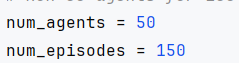 num_agents = 50
num_episodes = 150